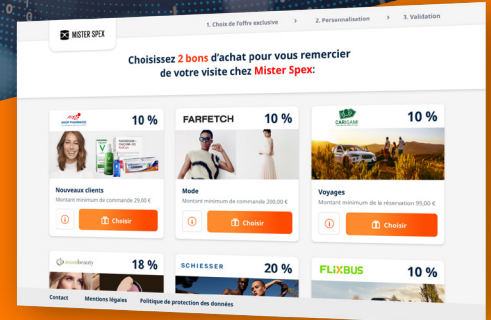 MISTER SPEX
1. Choix de l'offre exclusive > 2. Personnalisation > 3. Validation
Choisissez 2 bons d'achat pour vous remercier
de votre visite chez Mister Spex:
10 %
FARFETCH 10 %
CARIGAMI 10 %
Nouveaux clients
Montant minimum de commande 29,00 €
Choisir
Mode
Montant minimum de commande 200,00 €
Choisir
Voyages
Montant minimum de la réservation 99,00 €
Choisir
18 %
SCHIESSER 20 %
FLiXBUS 10 %
Contact Mentions légales Politique de protection des données